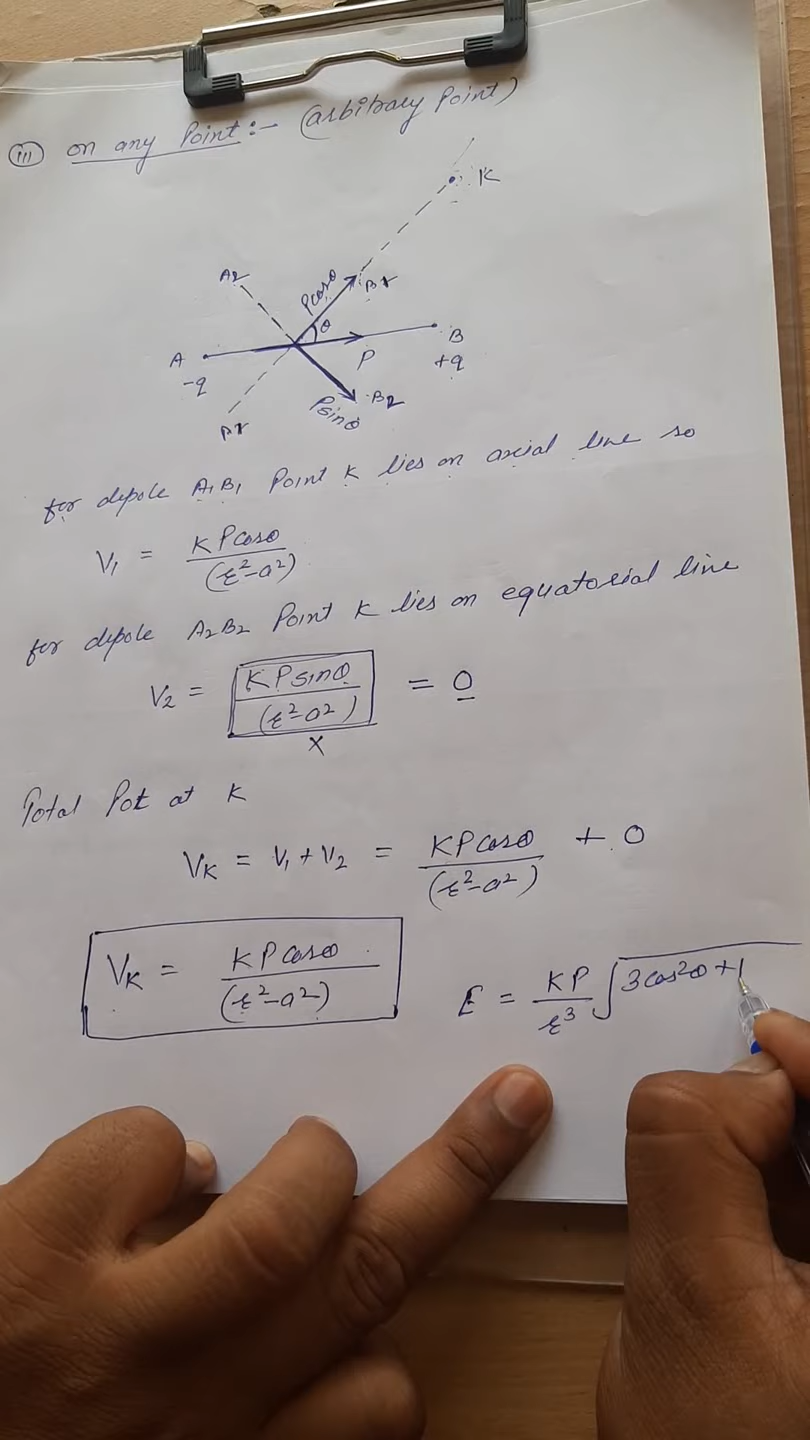 (iii) on any Point:- (arbitrary Point)
K
A2
Pcosθ
B1
θ
A
-q
P
B
+q
B2
Psinθ
for dipole A1B1 Point K lies on axial line so
V1 = KPcosθ/(r²-a²)
for dipole A2B2 Point K lies on equatorial line
V2 = KPsinθ/(r²-a²) = 0
x
Total Pot at K
VK = V1 + V2 = KPcosθ/(r²-a²) + 0
VK = KPcosθ/(r²-a²)
E = KP/r³ √3cos²θ+1